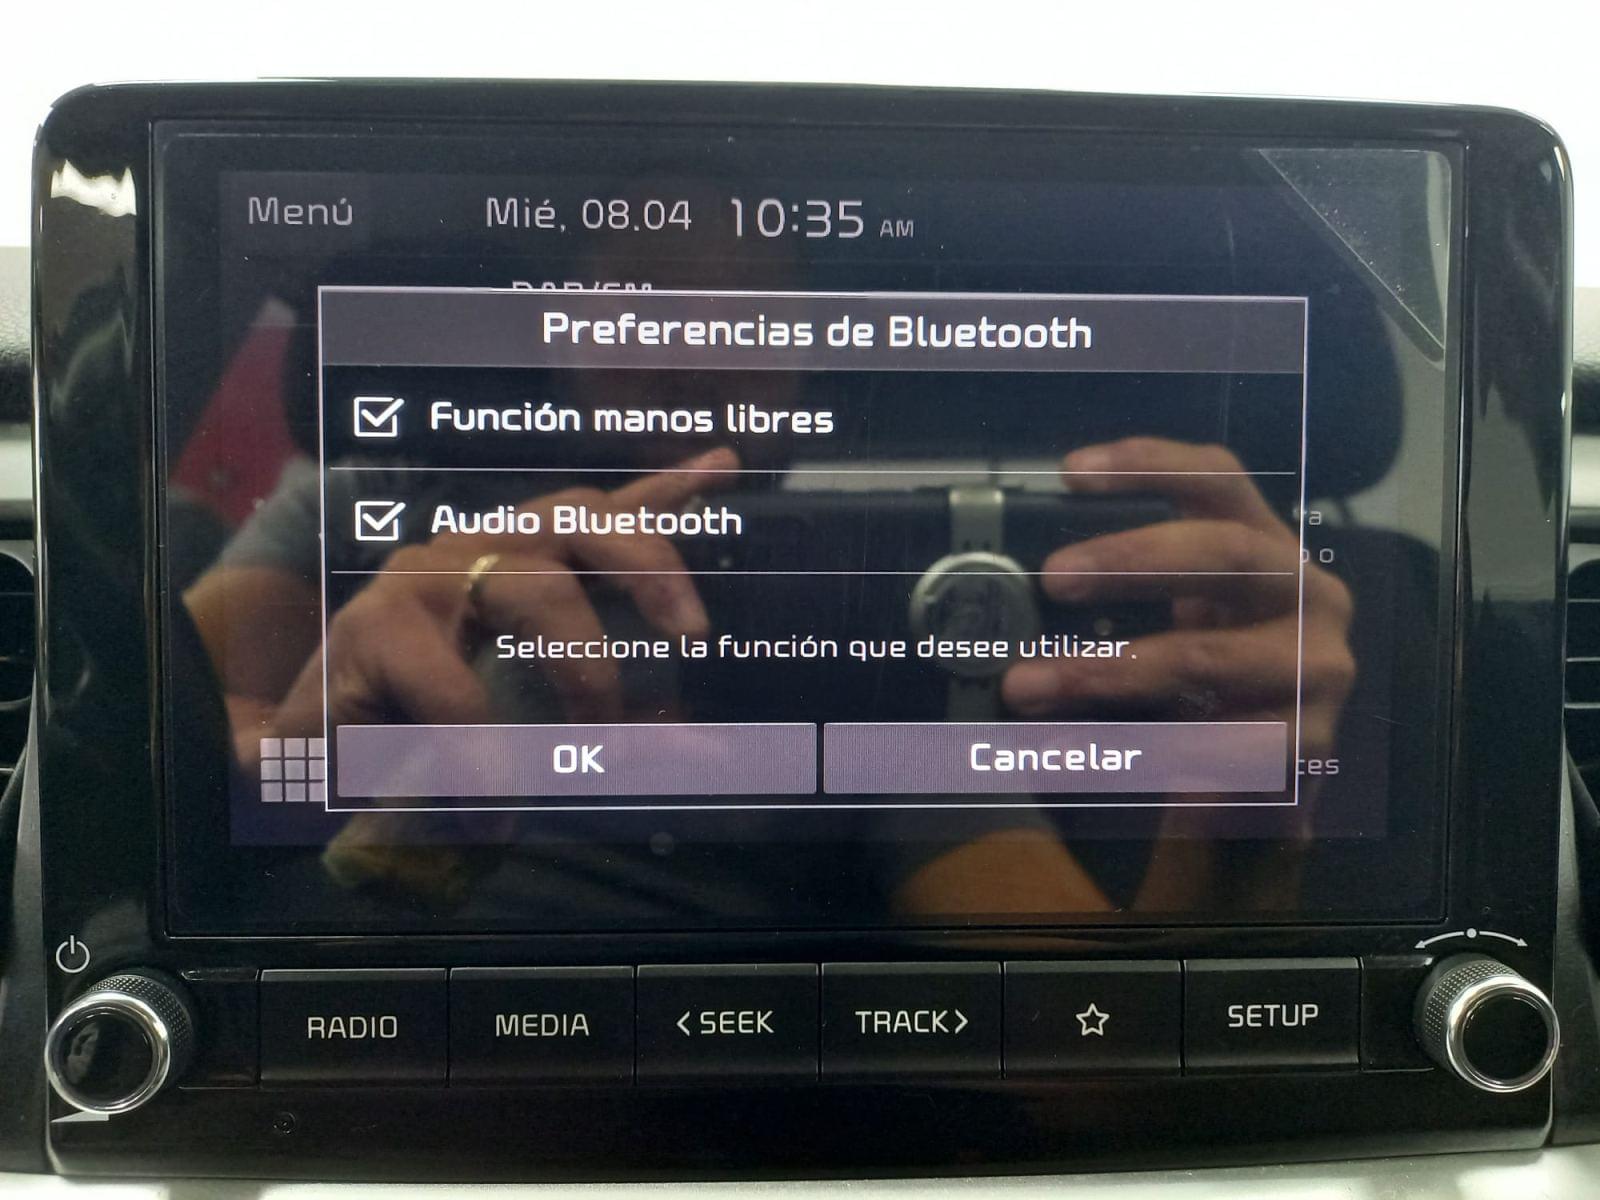 Menú Mié, 08.04 10:35 AM
Preferencias de Bluetooth
Función manos libres
Audio Bluetooth
Seleccione la función que desee utilizar.
OK Cancelar
RADIO MEDIA <SEEK TRACK> SETUP